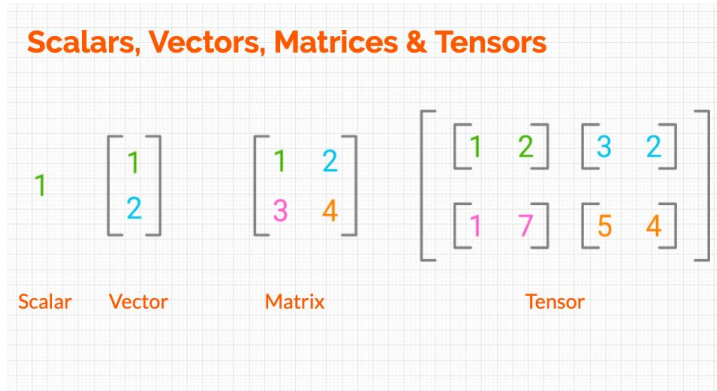 Scalars, Vectors, Matrices & Tensors
1
1
2
1 2
3 4
1 2 3 2
1 7 5 4
Scalar Vector Matrix Tensor